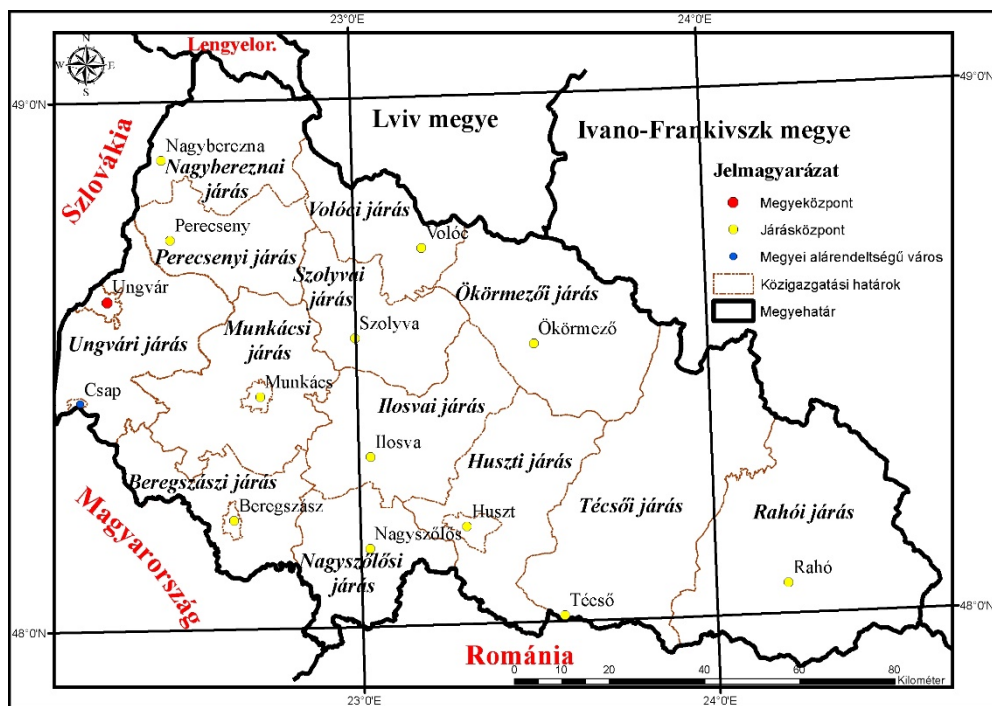 23°0'E
24°0'E
N
W
E
S
Lengyelor.
49°0'N
49°0'N
Lviv megye
Ivano-Frankivszk megye
Szlovákia
Nagyberezna
Nagybereznai
járás
Jelmagyarázat
Megyeközpont
Járásközpont
Megyei alárendeltségű város
Közigazgatási határok
Megyehatár
Volóci járás
Volóc
Perecseny
Perecsenyi járás
Szolyvai
járás
Ungvár
Ökörmezői járás
Munkácsi
járás
Szolyva
Ökörmező
Ungvári járás
Csap
Munkács
Ilosvai járás
Ilosva
Huszti járás
Beregszászi járás
Beregszász
Magyarország
Huszt
Técsői járás
Rahói járás
Nagyszőlős
Nagyszőlősi
járás
Rahó
Técső
48°0'N
48°0'N
Románia
0 10 20 40 60 80
Kilométer
23°0'E
24°0'E